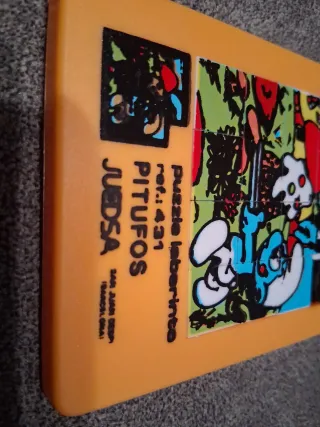 puzzle laberinto
ref.: 431
PITUFOS
JUEDSA